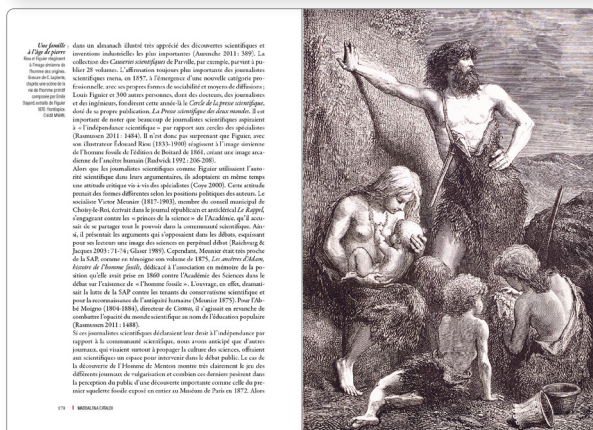 Une famille
à l'âge de pierre
Riou et Figuier réagissent
à l'image simienne de
l'homme des origines.
Gravure de C. Laplante,
d'après une scène de la
vie de l'homme primitif
composée par Émile
Bayard, extraits de Figuier
1870
dans un almanach illustré très apprécié des découvertes scientifiques et
inventions industrielles les plus importantes (Aurenche 2011 : 389). La
collection des Causeries scientifiques de Parville, par exemple, parvint à pu-
blier 28 volumes. L'affirmation toujours plus importante des journalistes
scientifiques mena, en 1857, à l'émergence d'une nouvelle catégorie pro-
fessionnelle, avec ses propres formes de sociabilité et moyens de diffusions ;
Louis Figuier et 300 autres personnes, dont des docteurs, des journalistes
et des ingénieurs, fondèrent cette année-là le Cercle de la presse scientifique,
doté de sa propre publication, La Presse scientifique des deux mondes. Il est
important de noter que beaucoup de journalistes scientifiques aspiraient
à « l'indépendance scientifique » par rapport aux cercles des spécialistes
(Rasmussen 2011 : 1484). Il n'est donc pas surprenant que Figuier, avec
son illustrateur Édouard Riou (1833-1900) réagissent à l'image simienne
de l'homme fossile de l'édition de Boitard de 1861, créant une image arca-
dienne de l'ancêtre humain (Rudwick 1992 : 206-208).
Alors que les journalistes scientifiques comme Figuier utilisaient l'auto-
rité scientifique dans leurs argumentaires, ils adoptaient en même temps
une attitude critique vis-à-vis des spécialistes (Coye 2000). Cette attitude
prenait des formes différentes selon les positions politiques des auteurs. Le
socialiste Victor Meunier (1817-1903), membre du conseil municipal de
Choisy-le-Roi, écrivait dans le journal républicain et anticlérical Le Rappel,
s'engageant contre les « princes de la science » de l'Académie, qu'il accu-
sait de se partager tout le pouvoir dans la communauté scientifique. Ain-
si, il présentait les arguments qui s'opposaient dans les débats, esquissant
pour ses lecteurs une image des sciences en perpétuel débat (Raichvarg &
Jacques 2003 : 71-74 ; Glaser 1989). Cependant, Meunier était très proche
de la SAP, comme en témoigne son volume de 1875, Les ancêtres d'Adam,
histoire de l'homme fossile, dédicacé à l'association en mémoire de la po-
sition qu'elle avait prise en 1860 contre l'Académie des Sciences dans le
débat sur l'existence de « l'homme fossile ». L'ouvrage, en effet, dramati-
sait la lutte de la SAP contre les tenants du conservatisme scientifique et
pour la reconnaissance de l'antiquité humaine (Meunier 1875). Pour l'Ab-
bé Moigno (1804-1884), directeur de Cosmos, il s'agissait en revanche de
combattre l'opacité du monde scientifique au nom de l'éducation populaire
(Rasmussen 2011 : 1488).
Si ces journalistes scientifiques déclaraient leur droit à l'indépendance par
rapport à la communauté scientifique, nous avons anticipé que d'autres
journaux, qui visaient surtout à propager la culture des sciences, offraient
aux scientifiques un espace pour intervenir dans le débat public. Le cas de
la découverte de l'Homme de Menton montre très clairement le jeu des
différents journaux de vulgarisation et combien ces derniers pesèrent dans
la perception du public d'une découverte importante comme celle du pre-
mier squelette fossile exposé en entier au Muséum de Paris en 1872. Alors
MADDALENA CATALDI